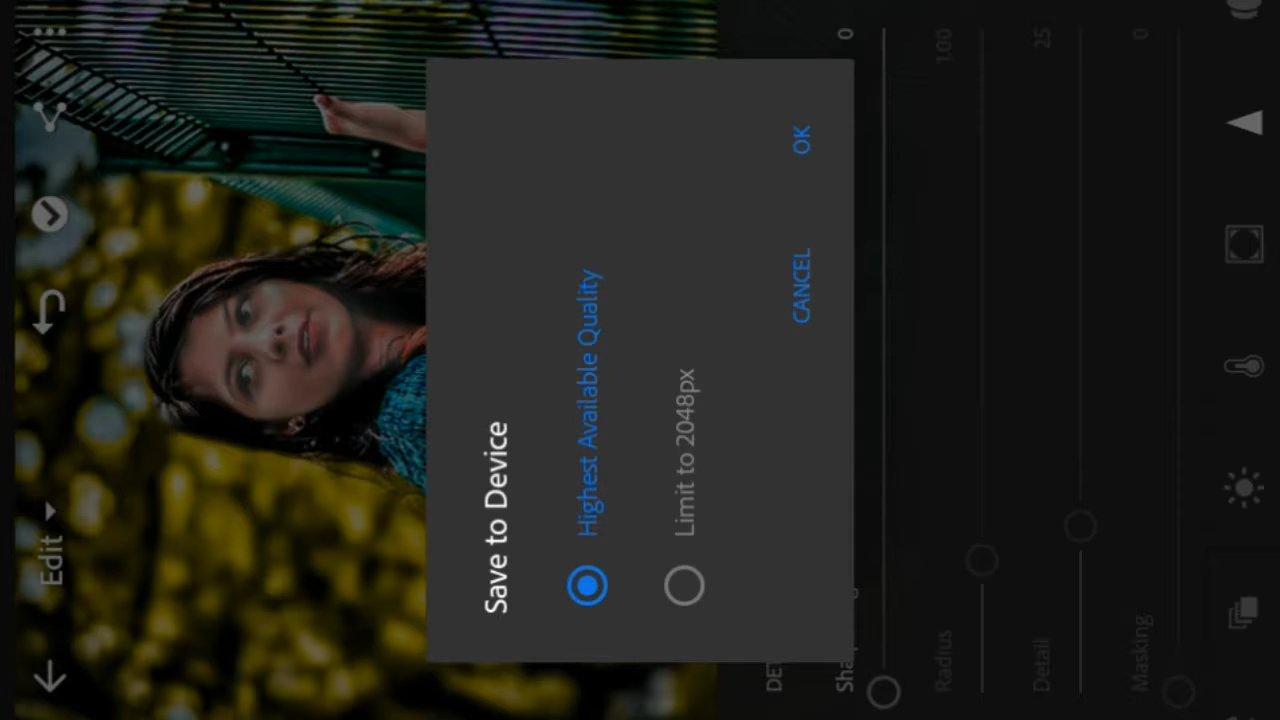 Edit
Save to Device
Highest Available Quality
Limit to 2048px
CANCEL OK
0
Radius 1.00
Detail 25
Masking 0